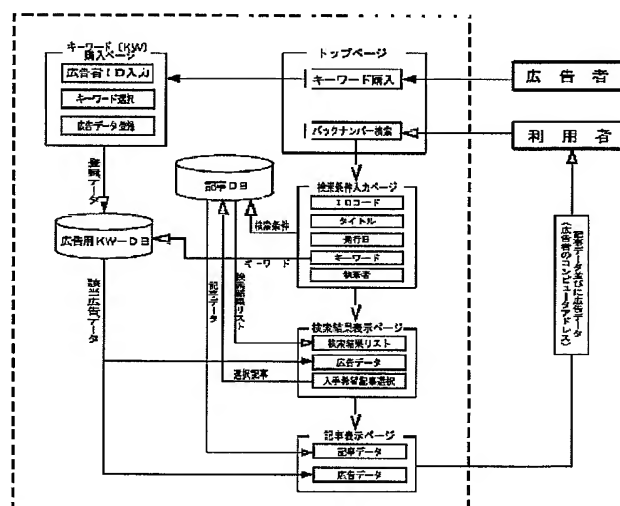 キーワード〔KW〕
購入ページ
広告者ID入力
キーワード選択
広告データ登録
トップページ
キーワード購入
バックナンバー検索
広告者
利用者
登録データ
記事DB
広告用KW-DB
検索条件
キーワード
検索条件入力ページ
IDコード
タイトル
発行日
キーワード
執筆者
該当広告データ
記事データ
検索結果リスト
選択記事
検索結果表示ページ
検索結果リスト
広告データ
入手希望記事選択
記事表示ページ
記事データ
広告データ
記事データ並びに広告データ
(広告者のコンピュータアドレス)